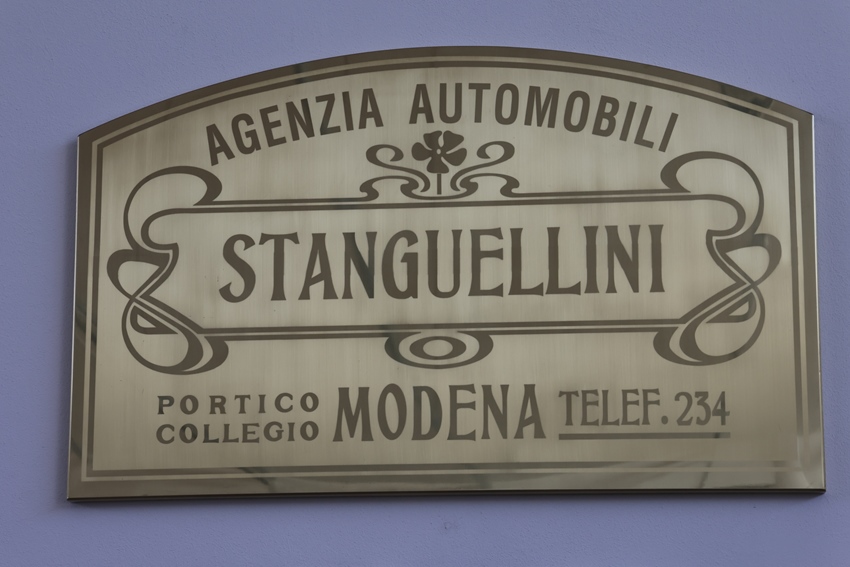 AGENZIA AUTOMOBILI
STANGUELLINI
PORTICO COLLEGIO MODENA TELEF. 234